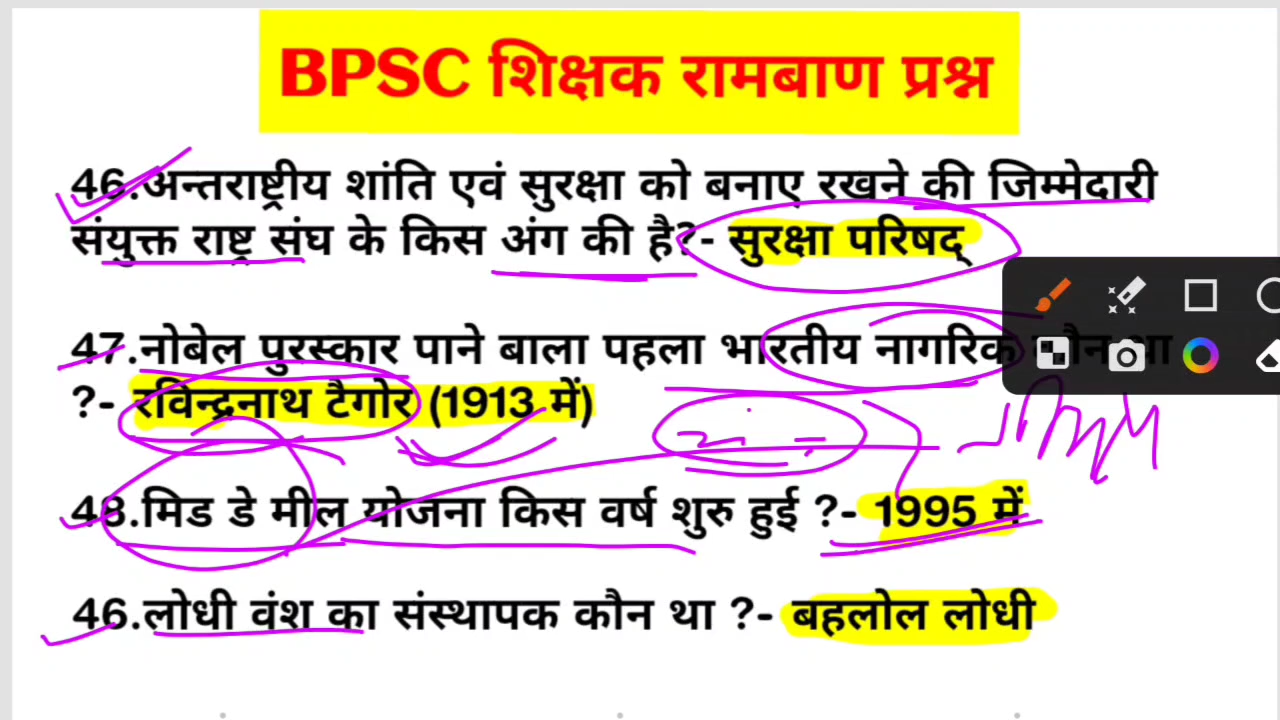 BPSC शिक्षक रामबाण प्रश्न
46.अन्तराष्ट्रीय शांति एवं सुरक्षा को बनाए रखने की जिम्मेदारी
संयुक्त राष्ट्र संघ के किस अंग की है?- सुरक्षा परिषद्
47.नोबेल पुरस्कार पाने बाला पहला भारतीय नागरिक कौन था
?- रविन्द्रनाथ टैगोर (1913 में)
48.मिड डे मील योजना किस वर्ष शुरु हुई ?- 1995 में
46.लोधी वंश का संस्थापक कौन था ?- बहलोल लोधी